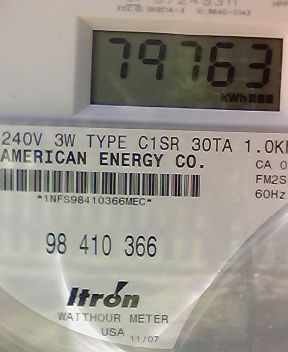 79763
kWh
240V 3W TYPE C1SR 30TA 1.0K
AMERICAN ENERGY CO.
CA 0
FM2S
60Hz
*1NFS98410366MEC*
98 410 366
Itrón
WATTHOUR METER
USA 11/07